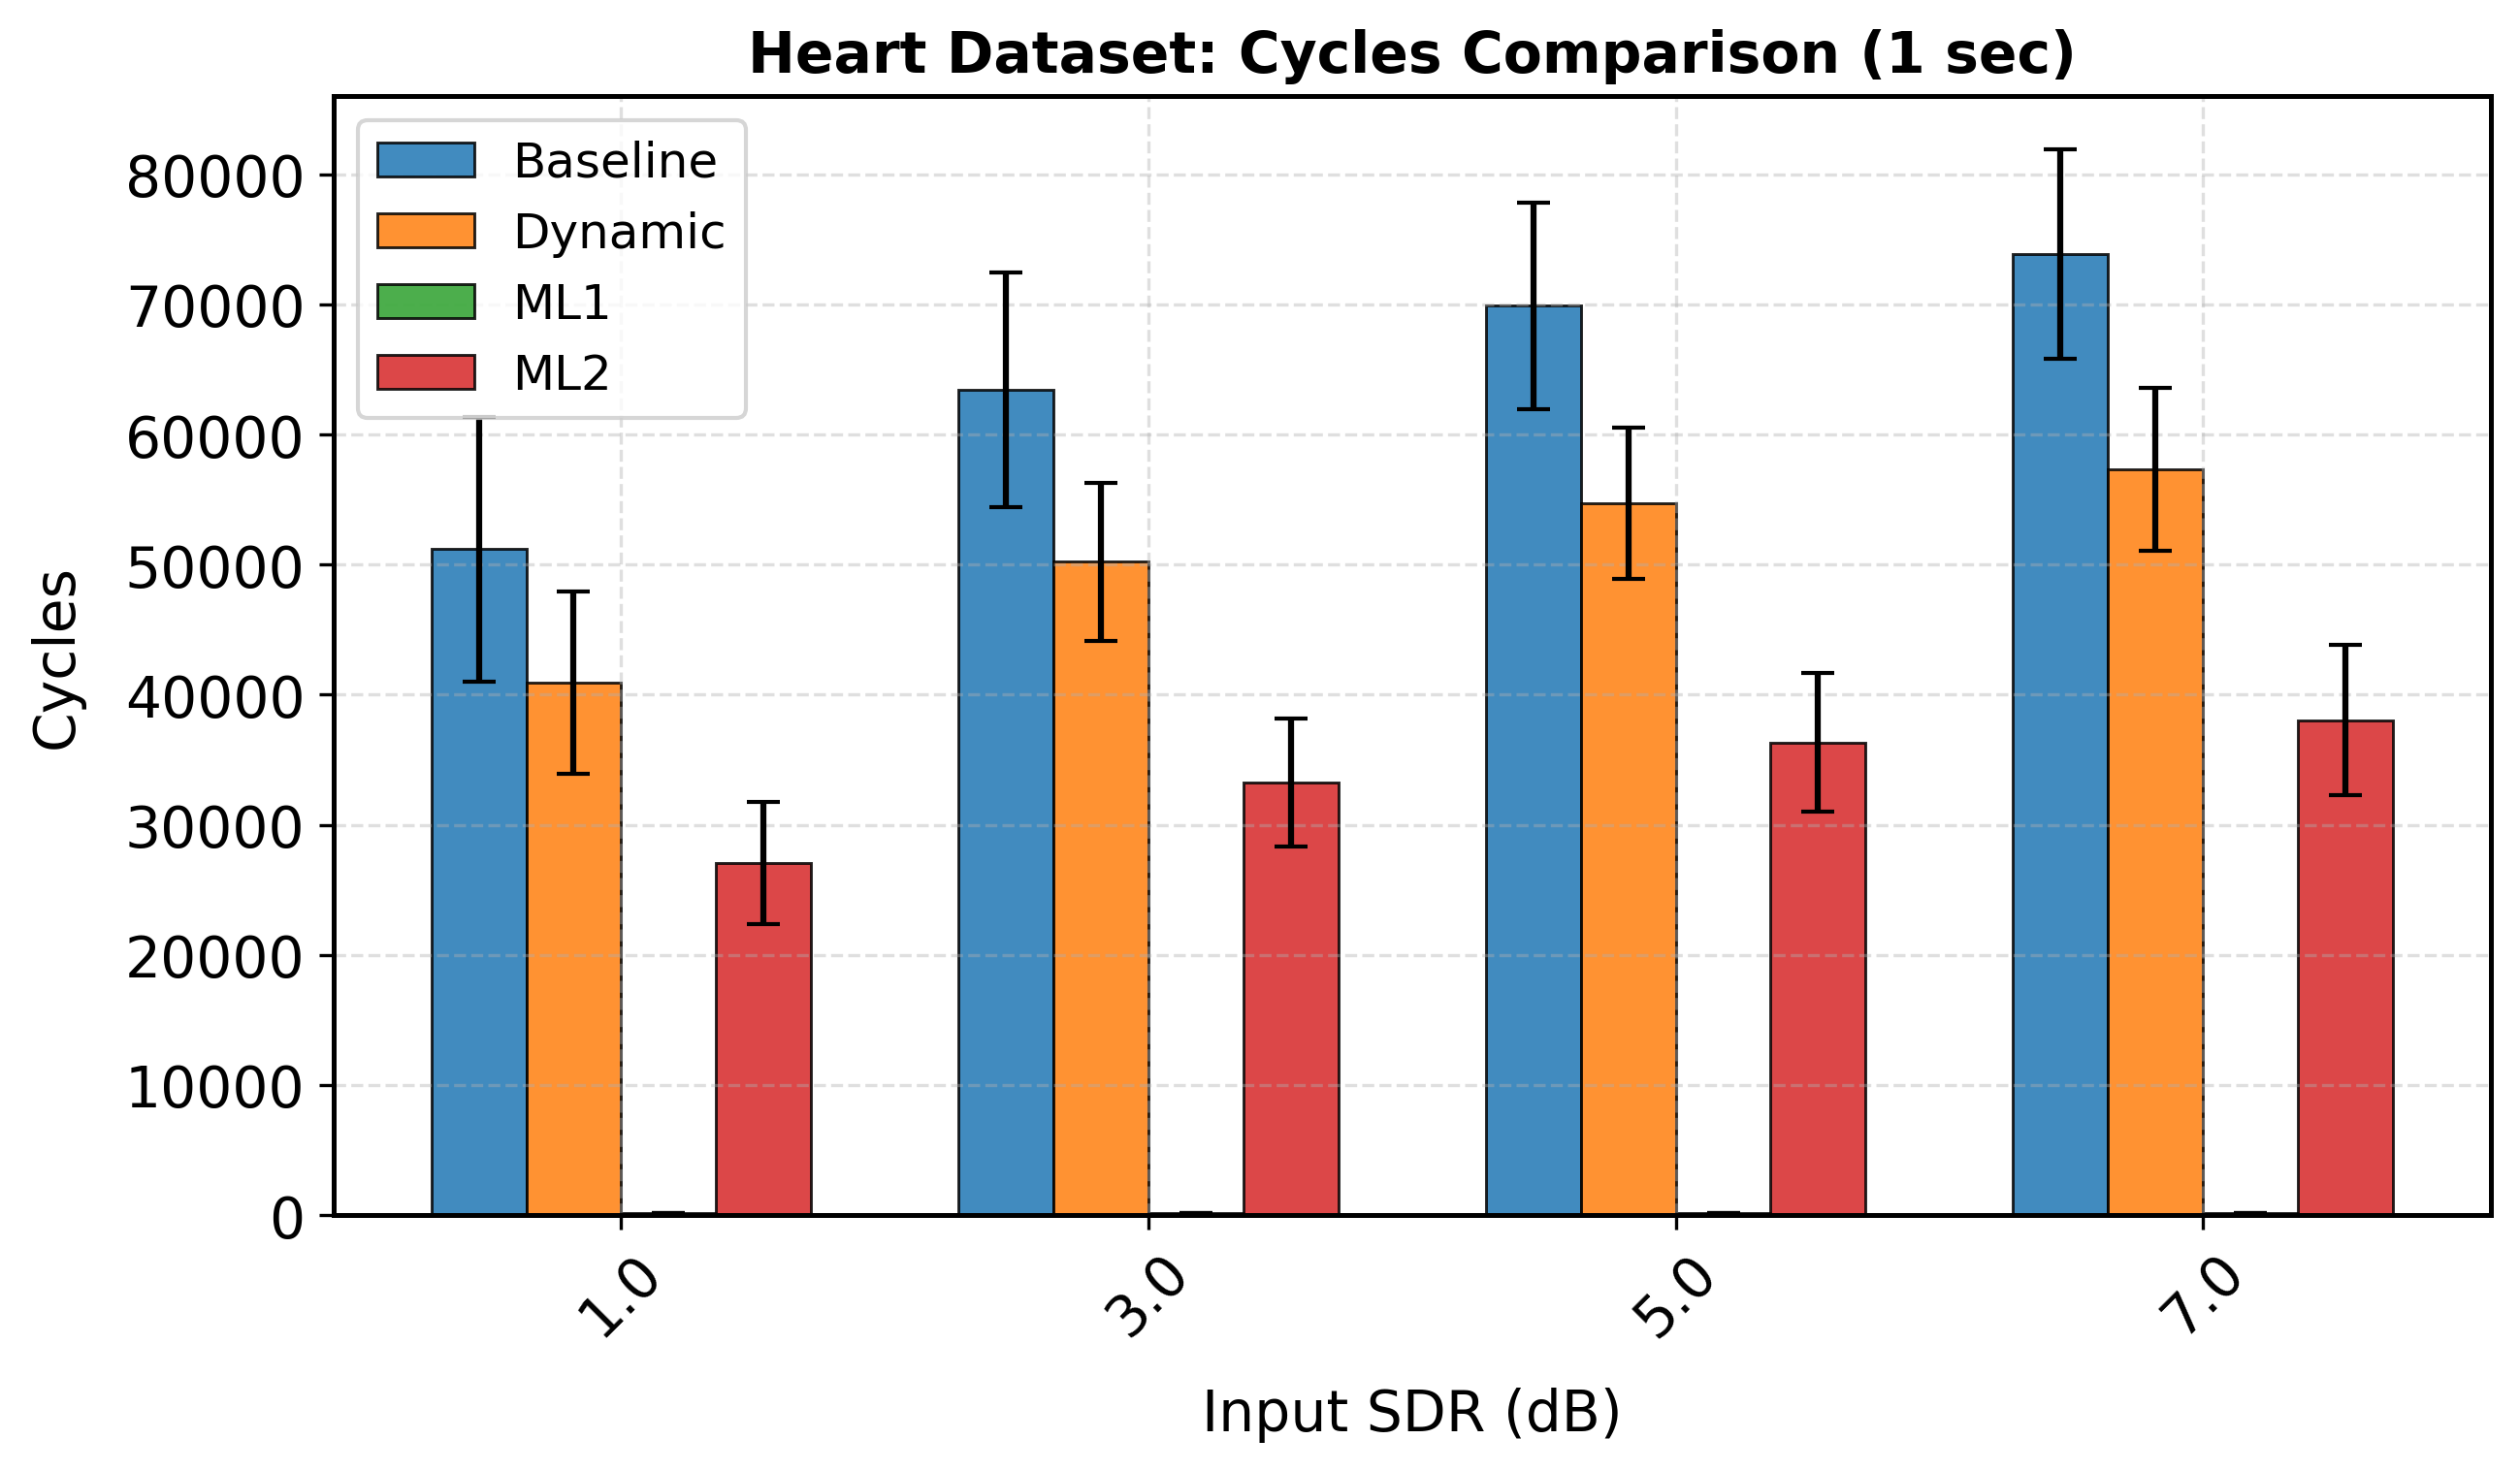 Heart Dataset: Cycles Comparison (1 sec)
Baseline
Dynamic
ML1
ML2
80000
70000
60000
50000
40000
30000
20000
10000
0
Cycles
1.0
3.0
5.0
7.0
Input SDR (dB)